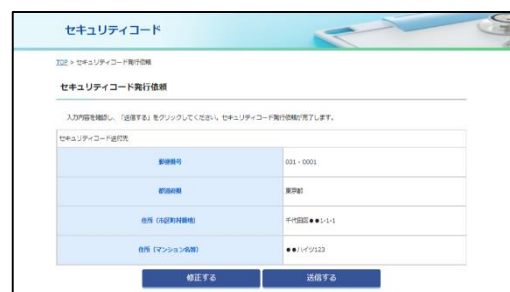 セキュリティコード
TOP > セキュリティコード発行依頼
セキュリティコード発行依頼
入力内容を確認し、「送信する」をクリックしてください。セキュリティコード発行依頼が完了します。
セキュリティコード送付先
郵便番号 031 - 0001
都道府県 東京都
住所（市区町村番地） 千代田区●●1-1-1
住所（マンション名等） ●●ハイツ123
修正する 送信する